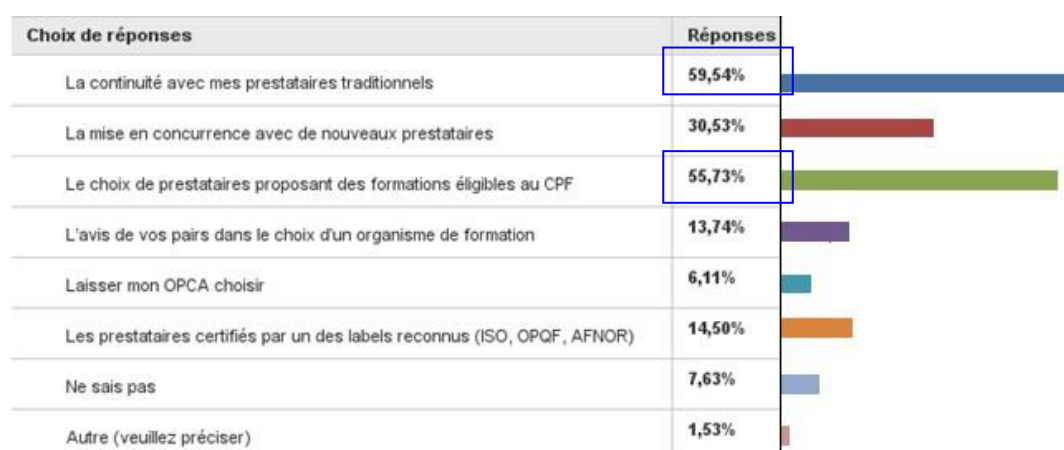 Choix de réponses Réponses
La continuité avec mes prestataires traditionnels 59,54%
La mise en concurrence avec de nouveaux prestataires 30,53%
Le choix de prestataires proposant des formations éligibles au CPF 55,73%
L'avis de vos pairs dans le choix d'un organisme de formation 13,74%
Laisser mon OPCA choisir 6,11%
Les prestataires certifiés par un des labels reconnus (ISO, OPQF, AFNOR) 14,50%
Ne sais pas 7,63%
Autre (veuillez préciser) 1,53%